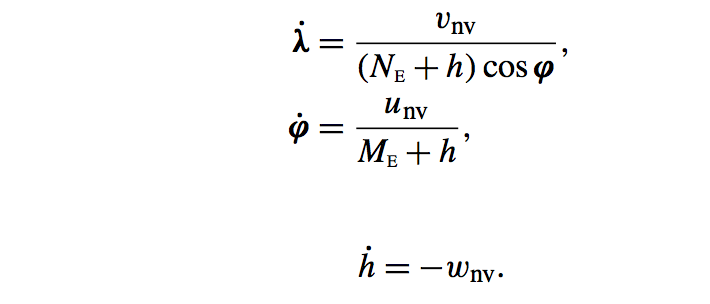 λ̇ = v_nv / ((N_E + h) cos φ),
φ̇ = u_nv / (M_E + h),
ḣ = −w_nv.